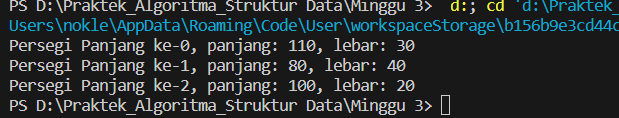 PS D:\Praktek_Algoritma_Struktur Data\Minggu 3>  d:; cd 'd:\Praktek_
Users\nokle\AppData\Roaming\Code\User\workspaceStorage\b156b9e3cd44c
Persegi Panjang ke-0, panjang: 110, lebar: 30
Persegi Panjang ke-1, panjang: 80, lebar: 40
Persegi Panjang ke-2, panjang: 100, lebar: 20
PS D:\Praktek_Algoritma_Struktur Data\Minggu 3>